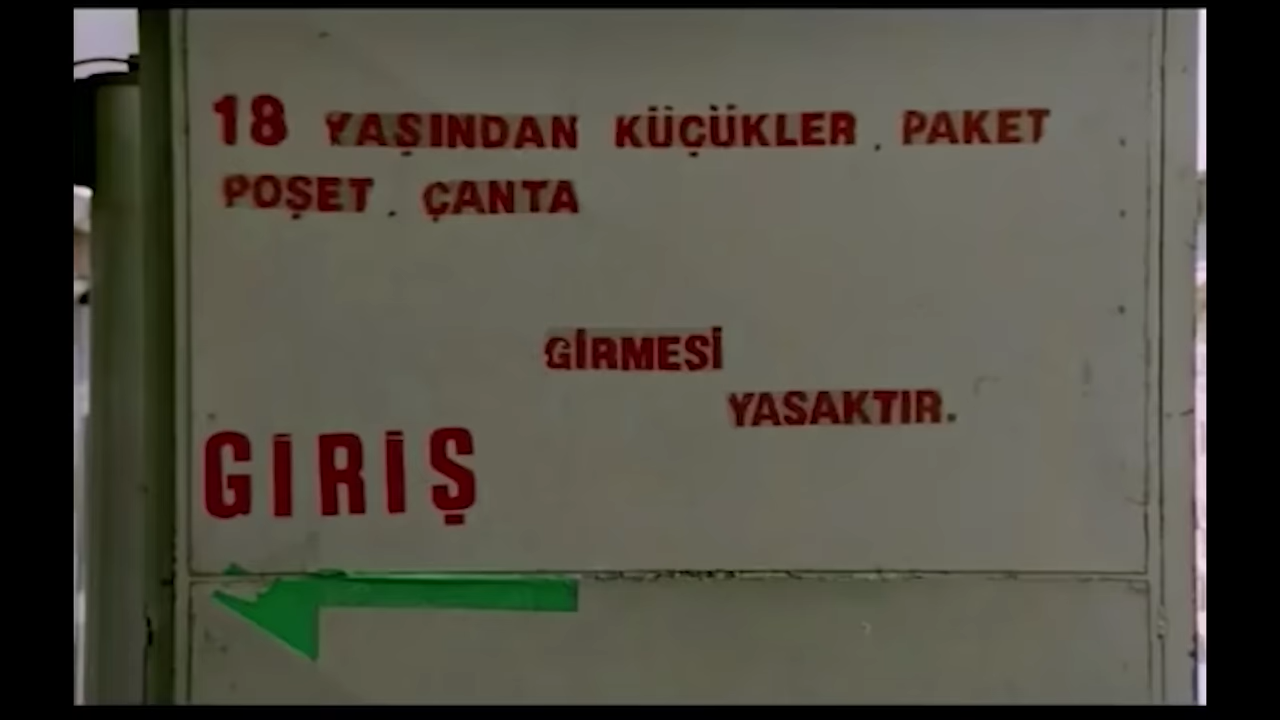 18 YAŞINDAN KÜÇÜKLER . PAKET
POŞET . ÇANTA
GİRMESİ
YASAKTIR.
GİRİŞ